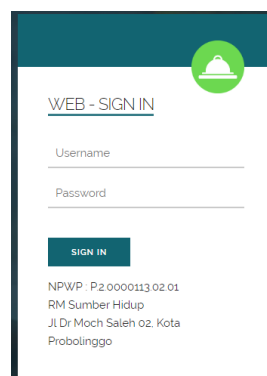 WEB - SIGN IN
Username
Password
SIGN IN
NPWP : P.2.0000113.02.01
RM Sumber Hidup
Jl Dr Moch Saleh 02, Kota
Probolinggo